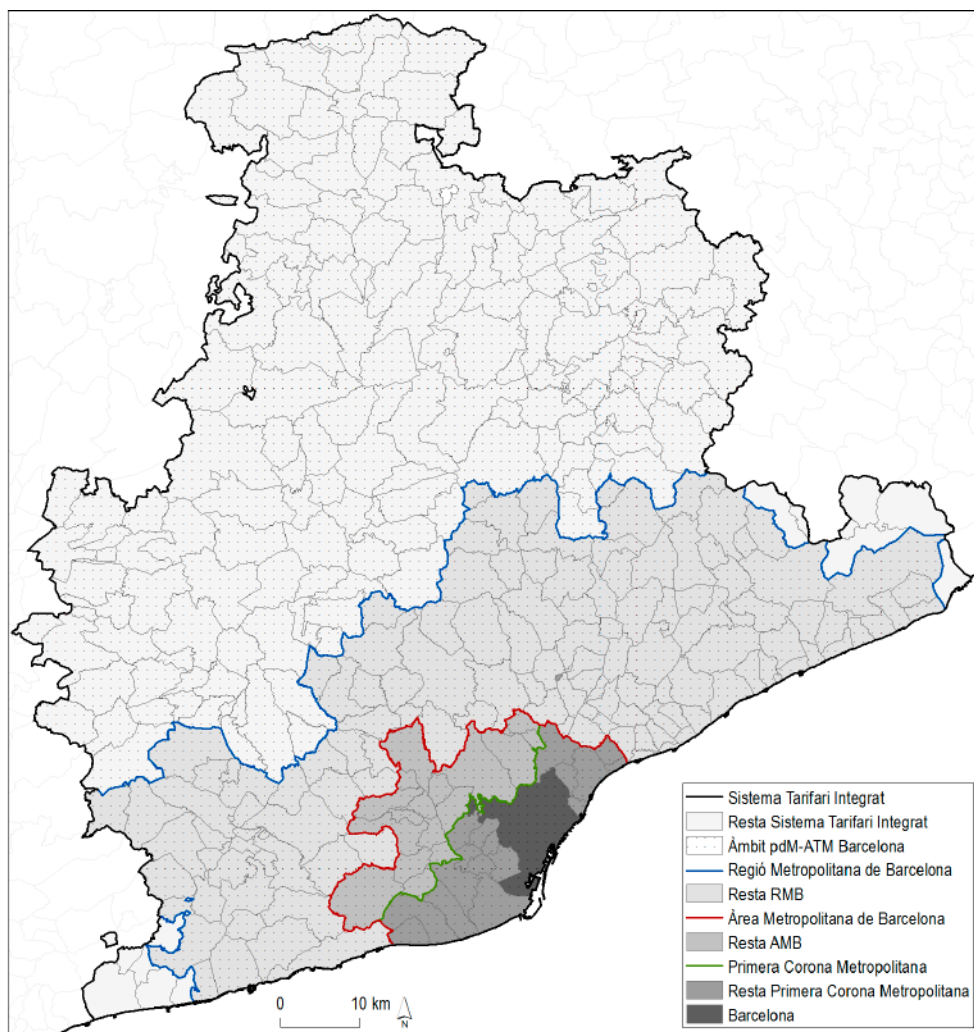 Sistema Tarifari Integrat
Resta Sistema Tarifari Integrat
Àmbit pdM-ATM Barcelona
Regió Metropolitana de Barcelona
Resta RMB
Àrea Metropolitana de Barcelona
Resta AMB
Primera Corona Metropolitana
Resta Primera Corona Metropolitana
Barcelona
0 10 km
N